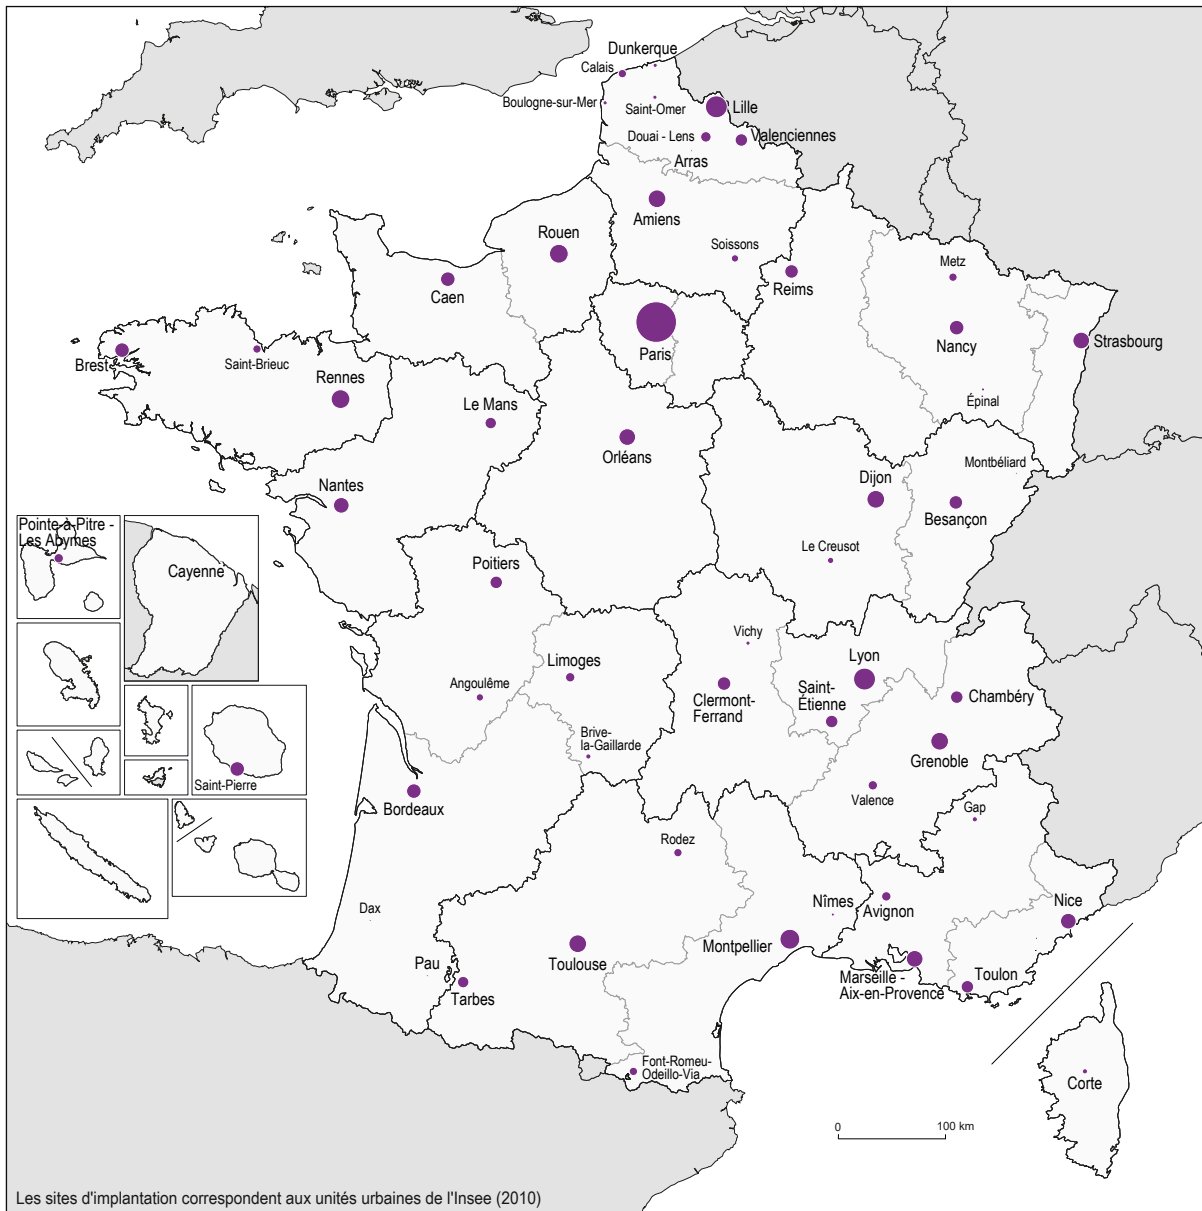 Dunkerque
Calais
Boulogne-sur-Mer
Saint-Omer
Lille
Douai - Lens
Valenciennes
Arras
Amiens
Rouen
Soissons
Metz
Caen
Reims
Paris
Nancy
Strasbourg
Brest
Saint-Brieuc
Rennes
Le Mans
Épinal
Orléans
Montbéliard
Nantes
Dijon
Besançon
Pointe-à-Pitre -
Les Abymes
Cayenne
Le Creusot
Poitiers
Vichy
Limoges
Lyon
Angoulême
Clermont-
Ferrand
Saint-
Étienne
Chambéry
Brive-
la-Gaillarde
Grenoble
Saint-Pierre
Bordeaux
Valence
Gap
Rodez
Dax
Nîmes
Avignon
Nice
Montpellier
Toulouse
Pau
Tarbes
Marseille -
Aix-en-Provence
Toulon
Font-Romeu-
Odeillo-Via
Corte
0
100 km
Les sites d'implantation correspondent aux unités urbaines de l'Insee (2010)